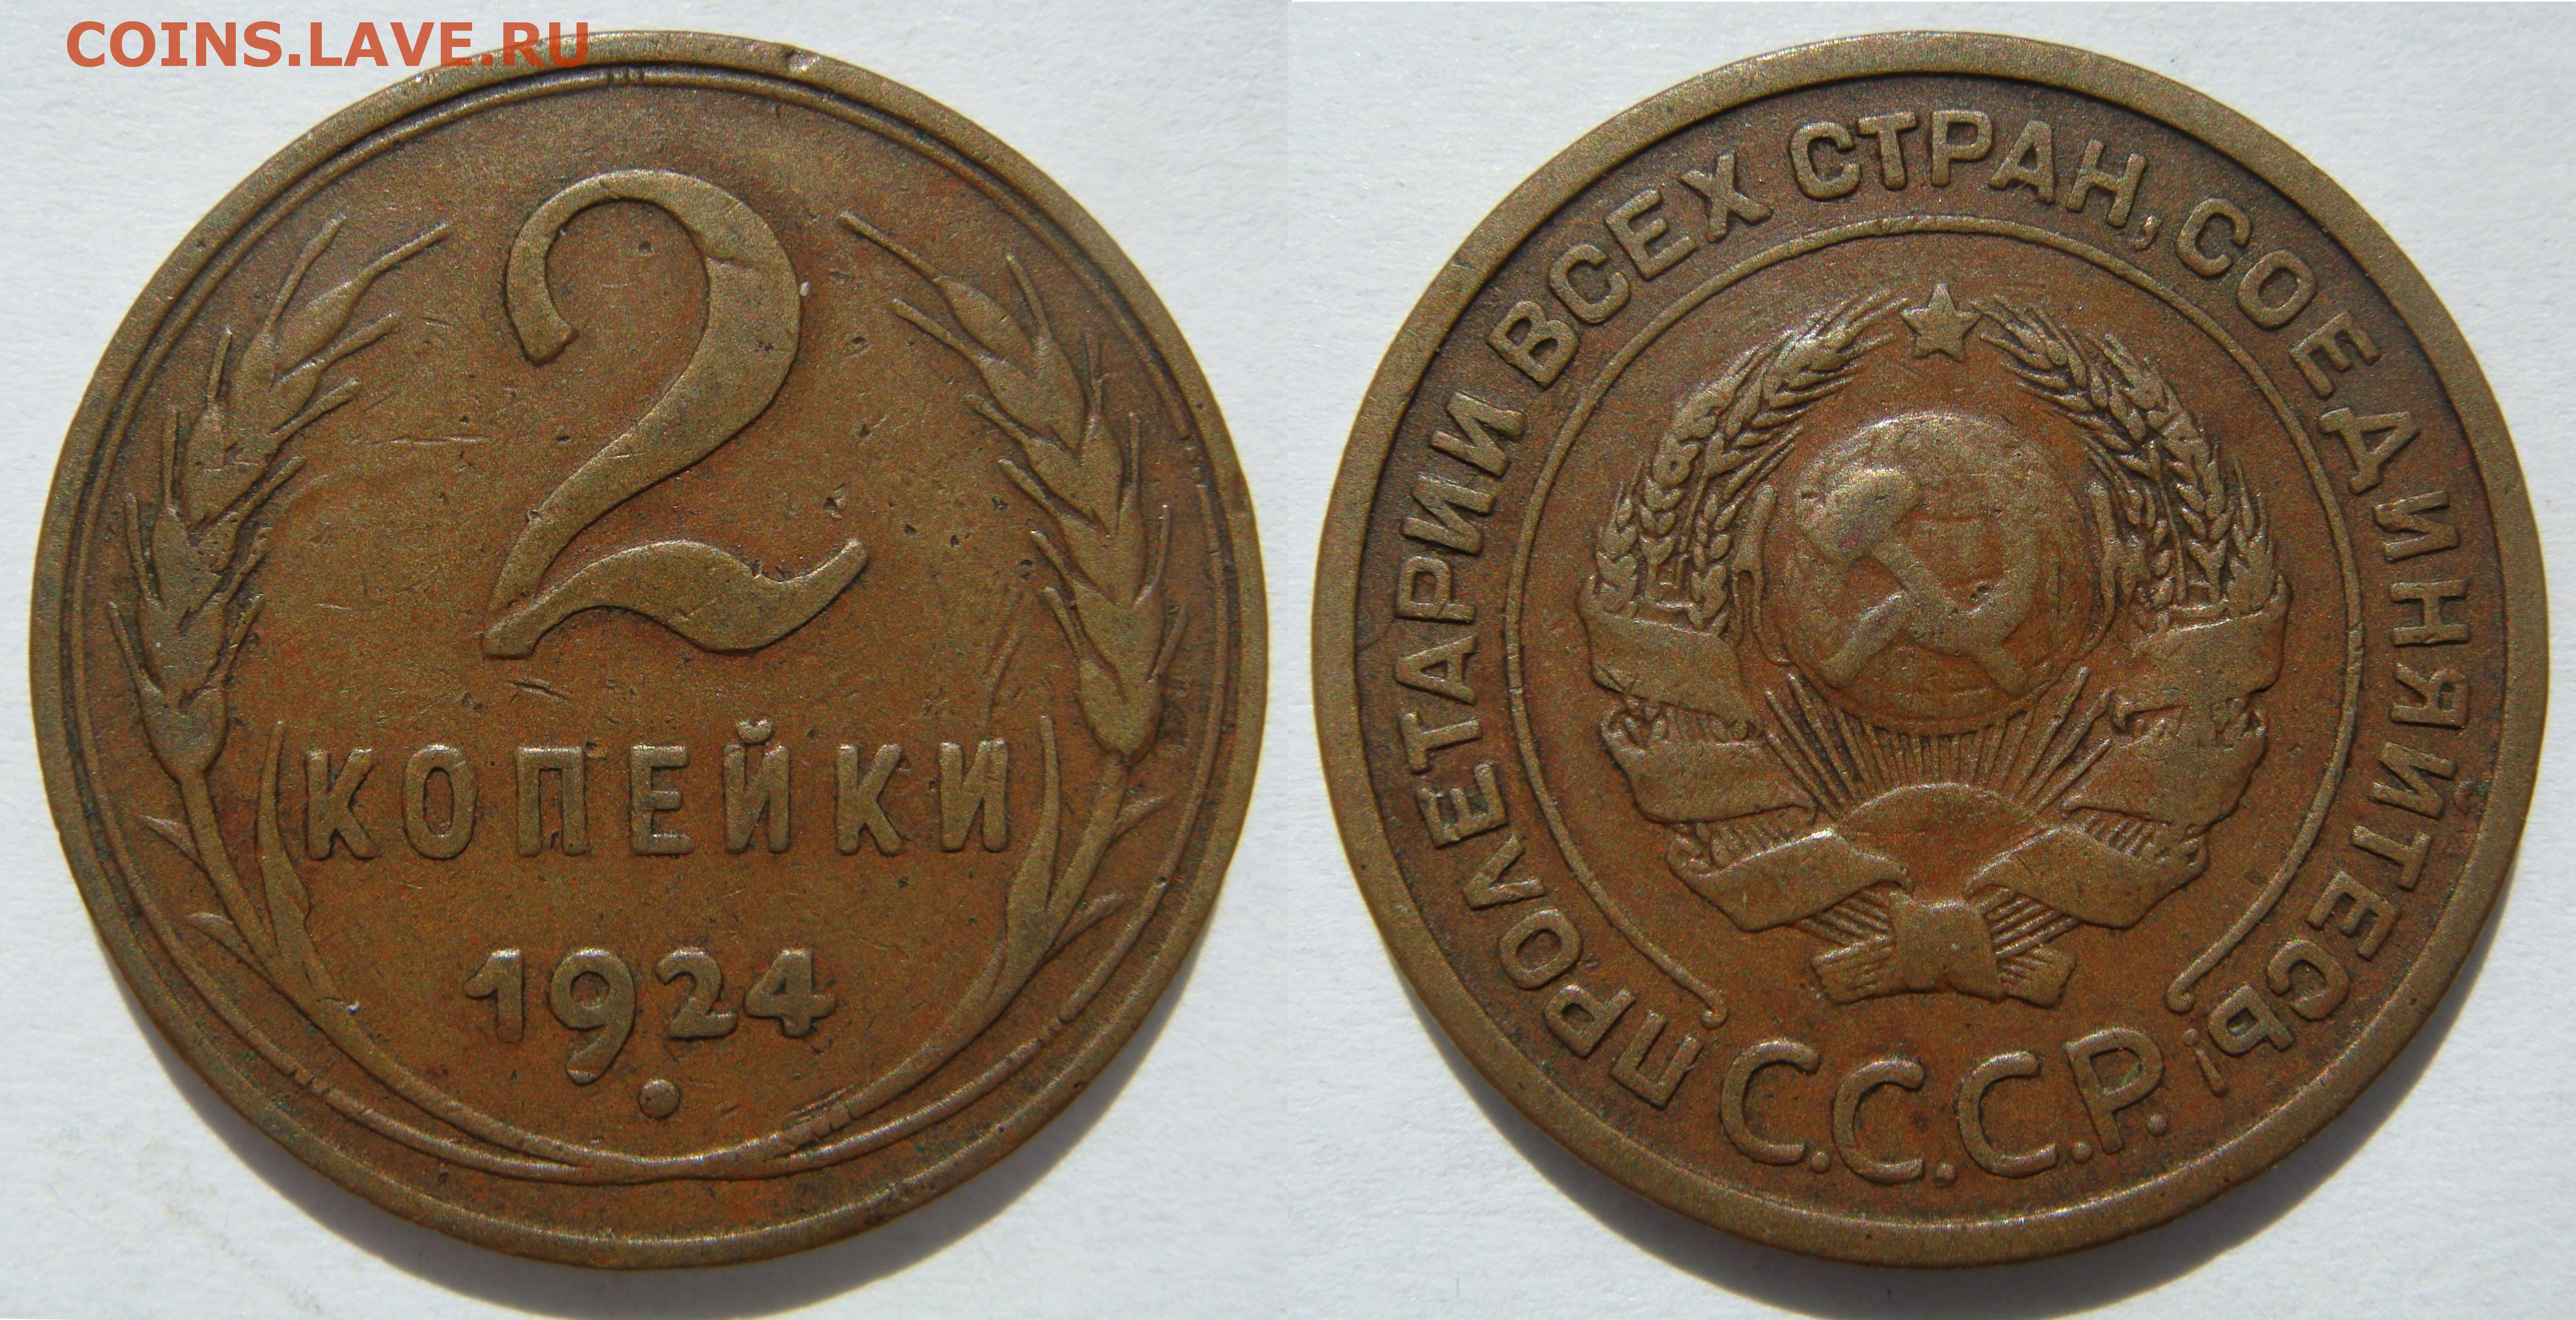 COINS.LAVE.RU
2
КОПЕЙКИ
1924
ПРОЛЕТАРИИ ВСЕХ СТРАН, СОЕДИНЯЙТЕСЬ!
С.С.С.Р.